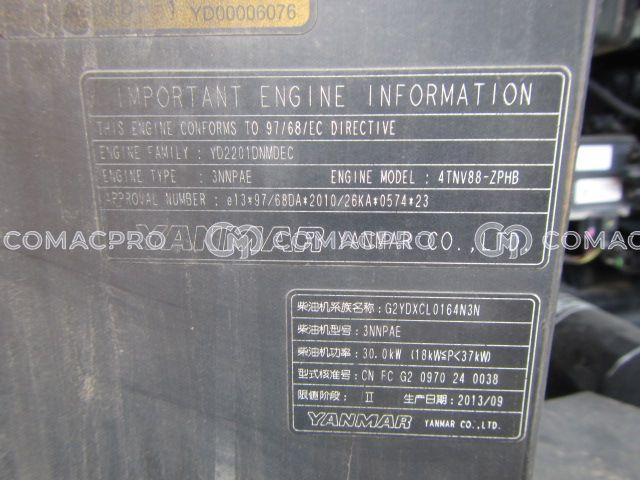 YD00006076
IMPORTANT ENGINE INFORMATION
THIS ENGINE CONFORMS TO 97/68/EC DIRECTIVE
ENGINE FAMILY : YD2201DNMDEC
ENGINE TYPE : 3NNPAE ENGINE MODEL : 4TNV88-ZPHB
APPROVAL NUMBER : e13*97/68DA*2010/26KA*0574*23
YANMAR YANMAR CO.,LTD.
COMACPRO COMACPRO COMACPRO
柴油机系族名称: G2YDXCL0164N3N
柴油机型号: 3NNPAE
柴油机功率: 30.0kW (18kW≤P<37kW)
型式核准号: CN FC G2 0970 24 0038
限值阶段: Ⅱ 生产日期: 2013/09
YANMAR YANMAR CO.,LTD.